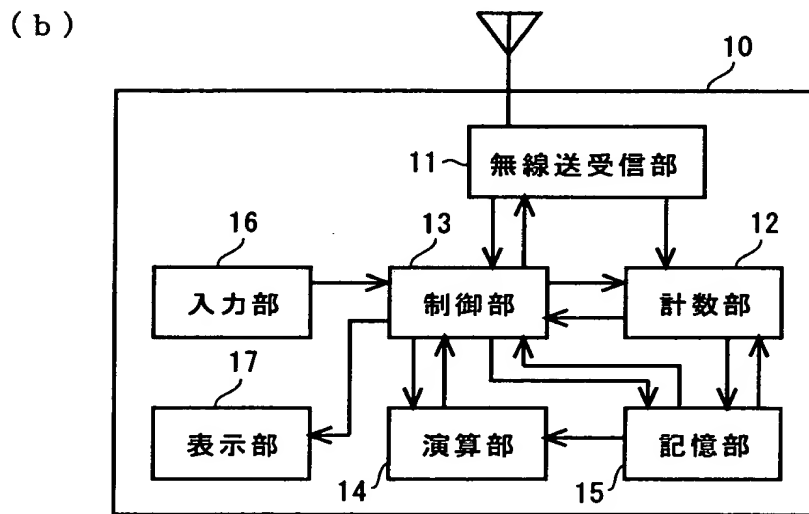 (b)
10
11 無線送受信部
16 13 12
入力部 制御部 計数部
17
表示部 演算部 記憶部
14 15